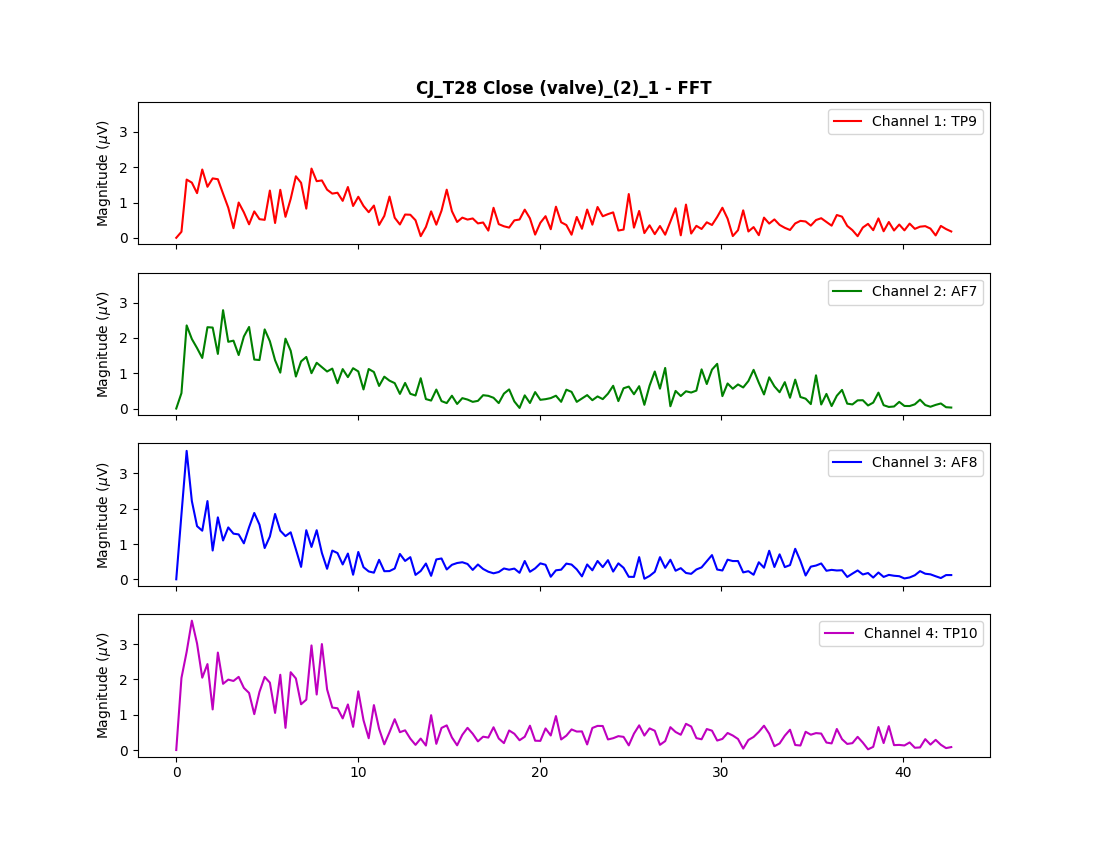 CJ_T28 Close (valve)_(2)_1 - FFT
Magnitude (μV)
3
2
1
0
Channel 1: TP9
Magnitude (μV)
3
2
1
0
Channel 2: AF7
Magnitude (μV)
3
2
1
0
Channel 3: AF8
Magnitude (μV)
3
2
1
0
Channel 4: TP10
0 10 20 30 40